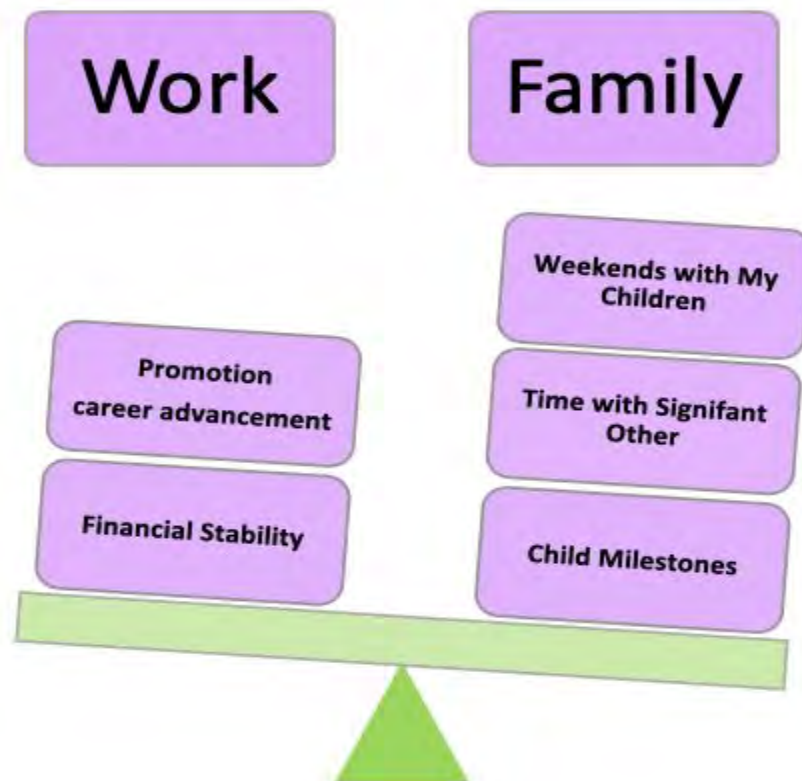 Work
Family
Promotion
career advancement
Financial Stability
Weekends with My
Children
Time with Signifant
Other
Child Milestones